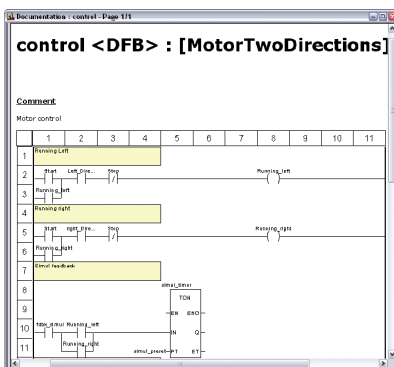 Documentation : control - Page 1/1
control <DFB> : [MotorTwoDirections]
Comment
Motor control
1 2 3 4 5 6 7 8 9 10 11
1 Running Left
2 Start Left_Dire... Stop Running_left
3 Running_left
4 Running right
5 Start right_Dire... Stop Running_right
6 Running_right
7 Simul feedback
8 simul_timer
TON
9 EN ENO
10 Running_left IN Q
11 Running_right simul_preset PT ET